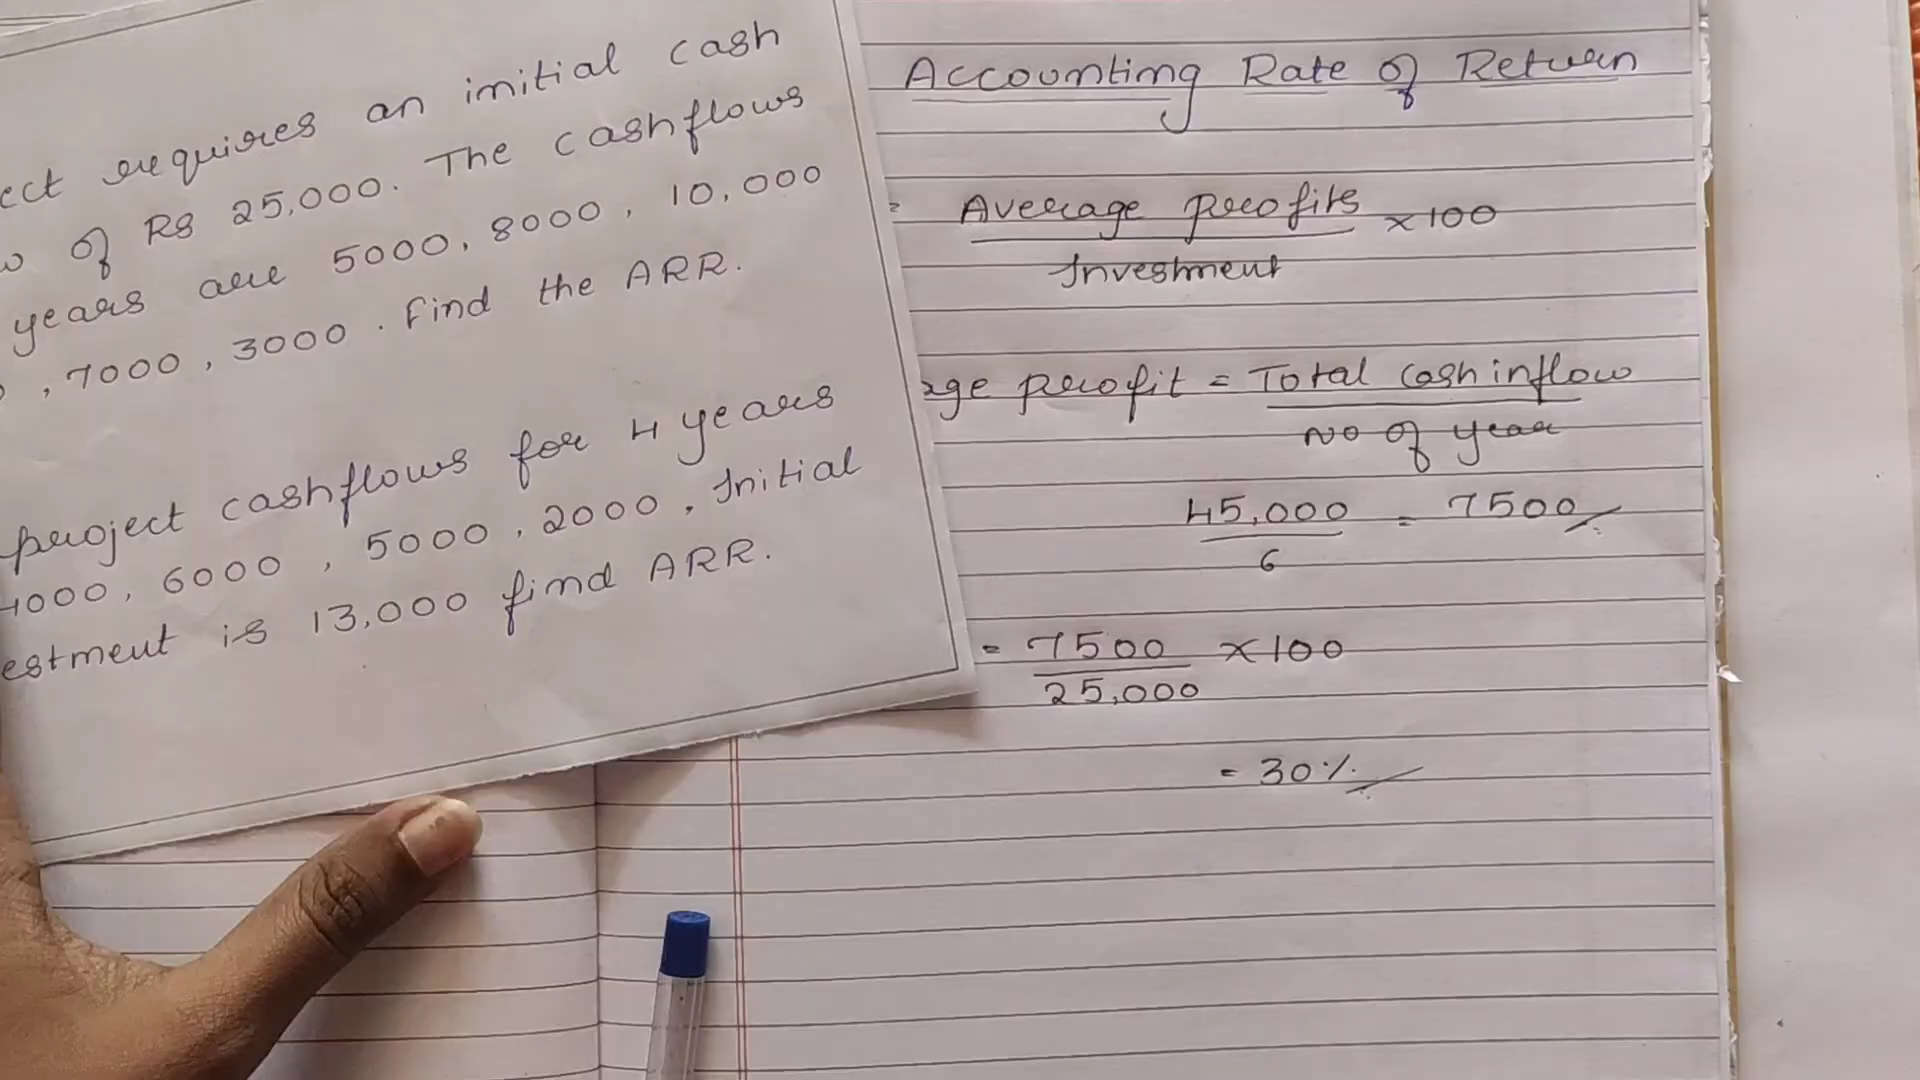 ect requires an initial cash
of Rs 25,000. The cashflows
years are 5000, 8000, 10,000
, 7000, 3000. Find the ARR.
project cashflows for 4 years
4000, 6000, 5000, 2000, Initial
estment is 13,000 find ARR.
Accounting Rate of Return
= Average profits × 100
Investment
age profit = Total cash inflow
No of year
45,000 = 7500
6
= 7500 × 100
25,000
= 30%